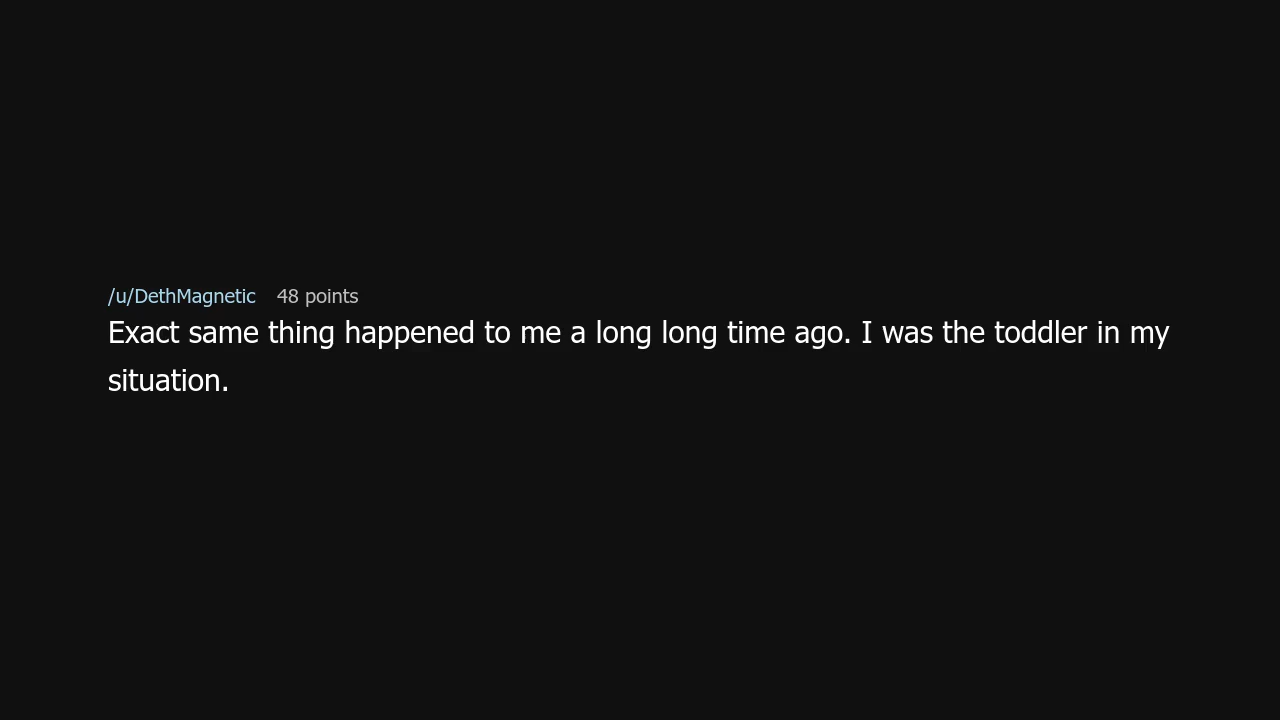 /u/DethMagnetic 48 points
Exact same thing happened to me a long long time ago. I was the toddler in my
situation.